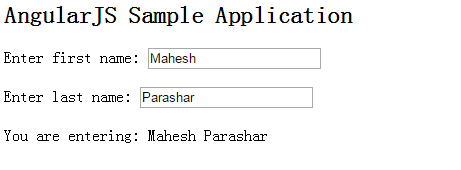 AngularJS Sample Application
Enter first name: Mahesh
Enter last name: Parashar
You are entering: Mahesh Parashar